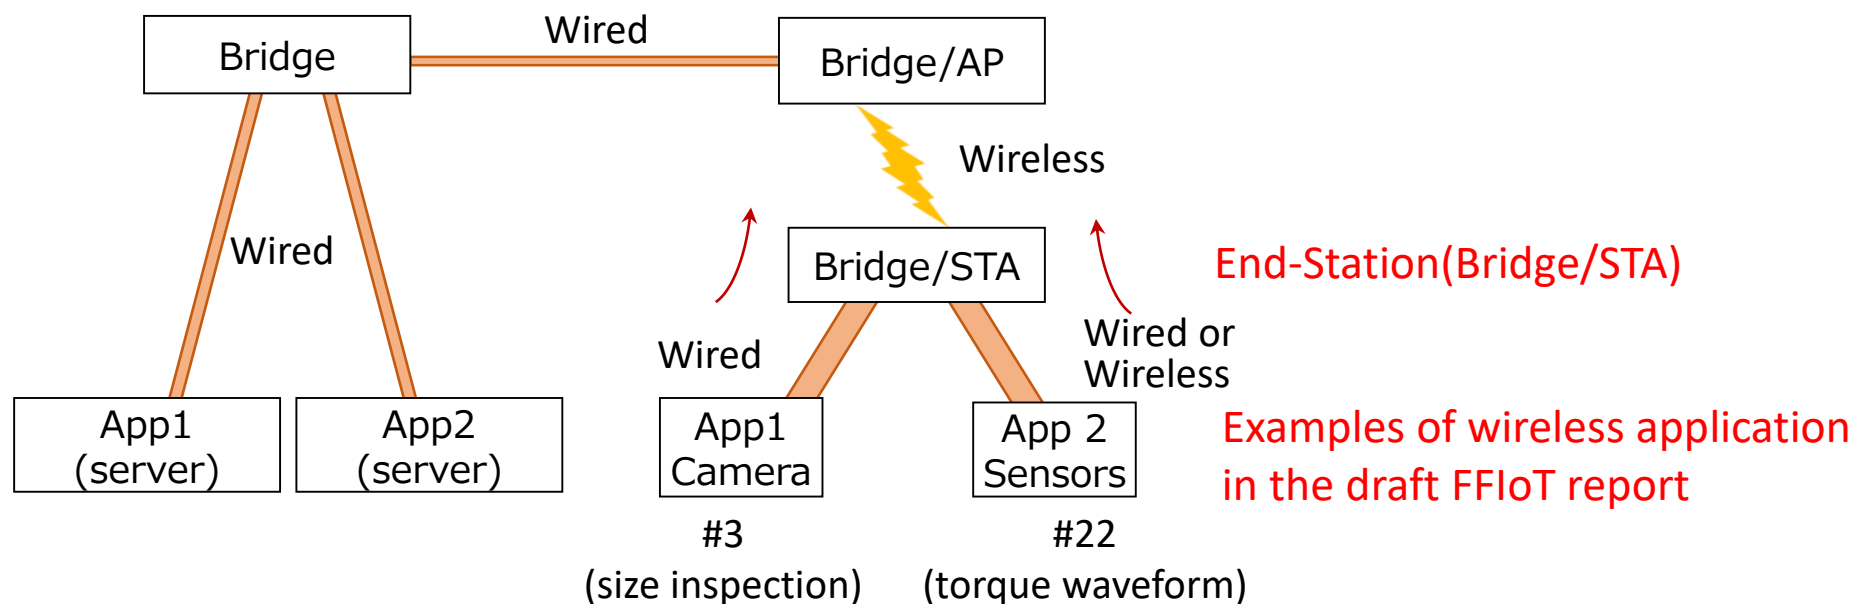 Bridge
Wired
Bridge/AP
Wireless
Wired
Bridge/STA
End-Station(Bridge/STA)
Wired
Wired or
Wireless
App1
(server)
App2
(server)
App1
Camera
App 2
Sensors
Examples of wireless application
in the draft FFIoT report
#3
(size inspection)
#22
(torque waveform)